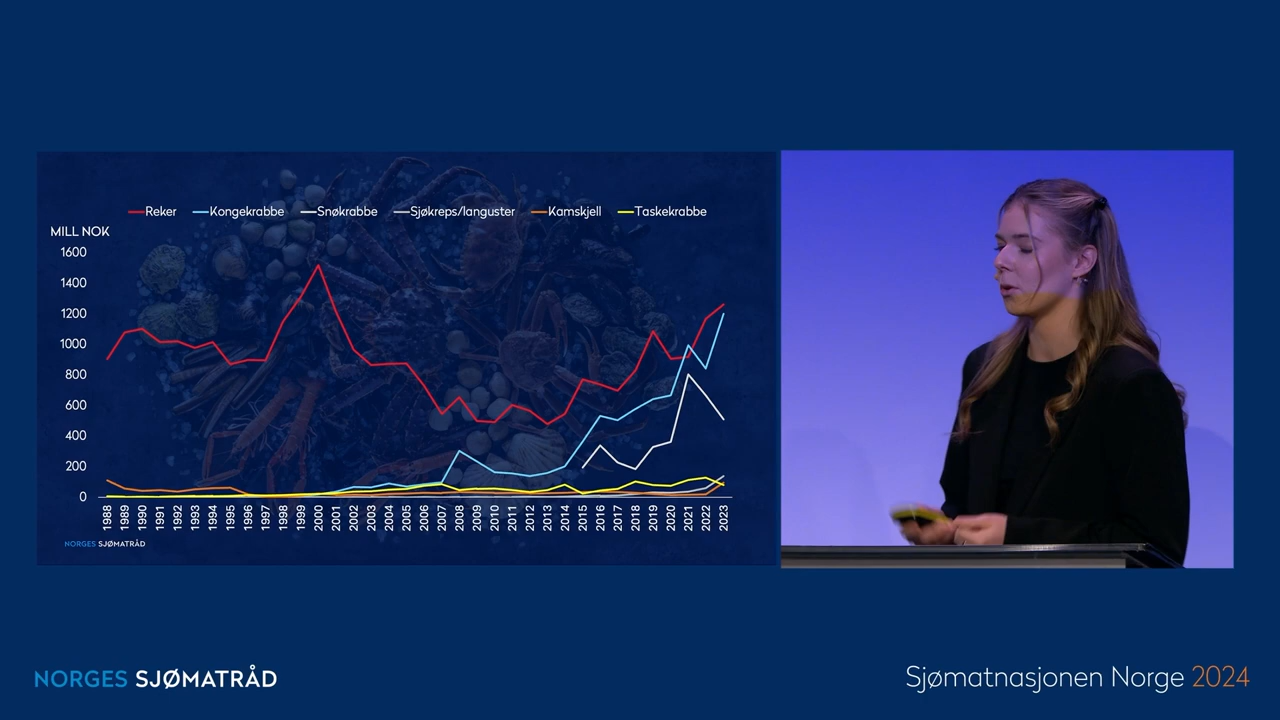 Reker Kongekrabbe Snøkrabbe Sjøkreps/languster Kamskjell Taskekrabbe
MILL NOK
1600
1400
1200
1000
800
600
400
200
0
1988 1989 1990 1991 1992 1993 1994 1995 1996 1997 1998 1999 2000 2001 2002 2003 2004 2005 2006 2007 2008 2009 2010 2011 2012 2013 2014 2015 2016 2017 2018 2019 2020 2021 2022 2023
NORGES SJØMATRÅD
NORGES SJØMATRÅD
Sjømatnasjonen Norge 2024